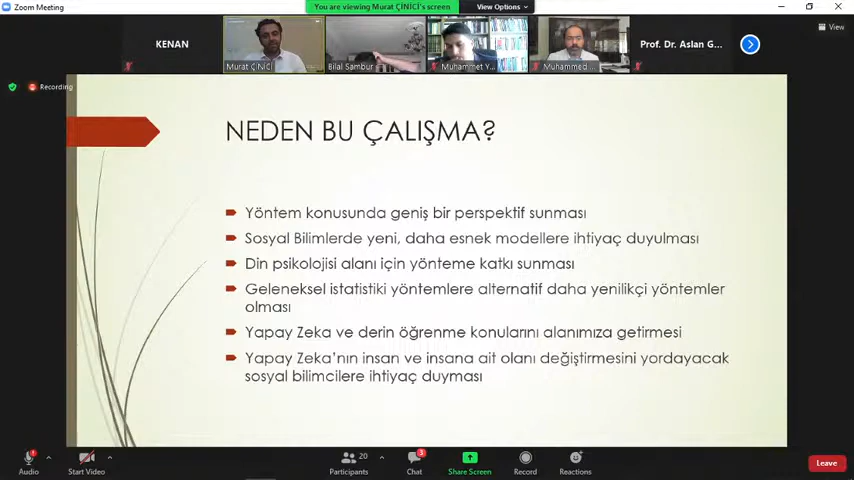 Zoom Meeting
You are viewing Murat ÇİNİCİ's screen
View Options
View
KENAN
Murat ÇİNİCİ
Bilal Sambur
Muhammet Y...
Muhammed ...
Prof. Dr. Aslan G...
Recording
NEDEN BU ÇALIŞMA?
Yöntem konusunda geniş bir perspektif sunması
Sosyal Bilimlerde yeni, daha esnek modellere ihtiyaç duyulması
Din psikolojisi alanı için yönteme katkı sunması
Geleneksel istatistiki yöntemlere alternatif daha yenilikçi yöntemler
olması
Yapay Zeka ve derin öğrenme konularını alanımıza getirmesi
Yapay Zeka'nın insan ve insana ait olanı değiştirmesini yordayacak
sosyal bilimcilere ihtiyaç duyması
Audio
Start Video
20
Participants
3
Chat
Share Screen
Record
Reactions
Leave